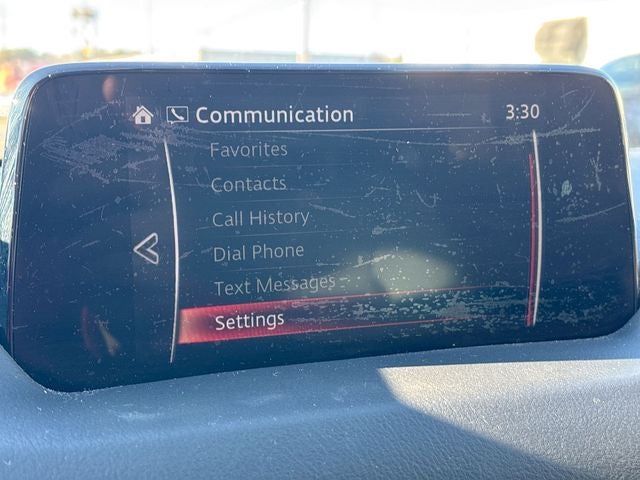 Communication 3:30
Favorites
Contacts
Call History
Dial Phone
Text Messages
Settings